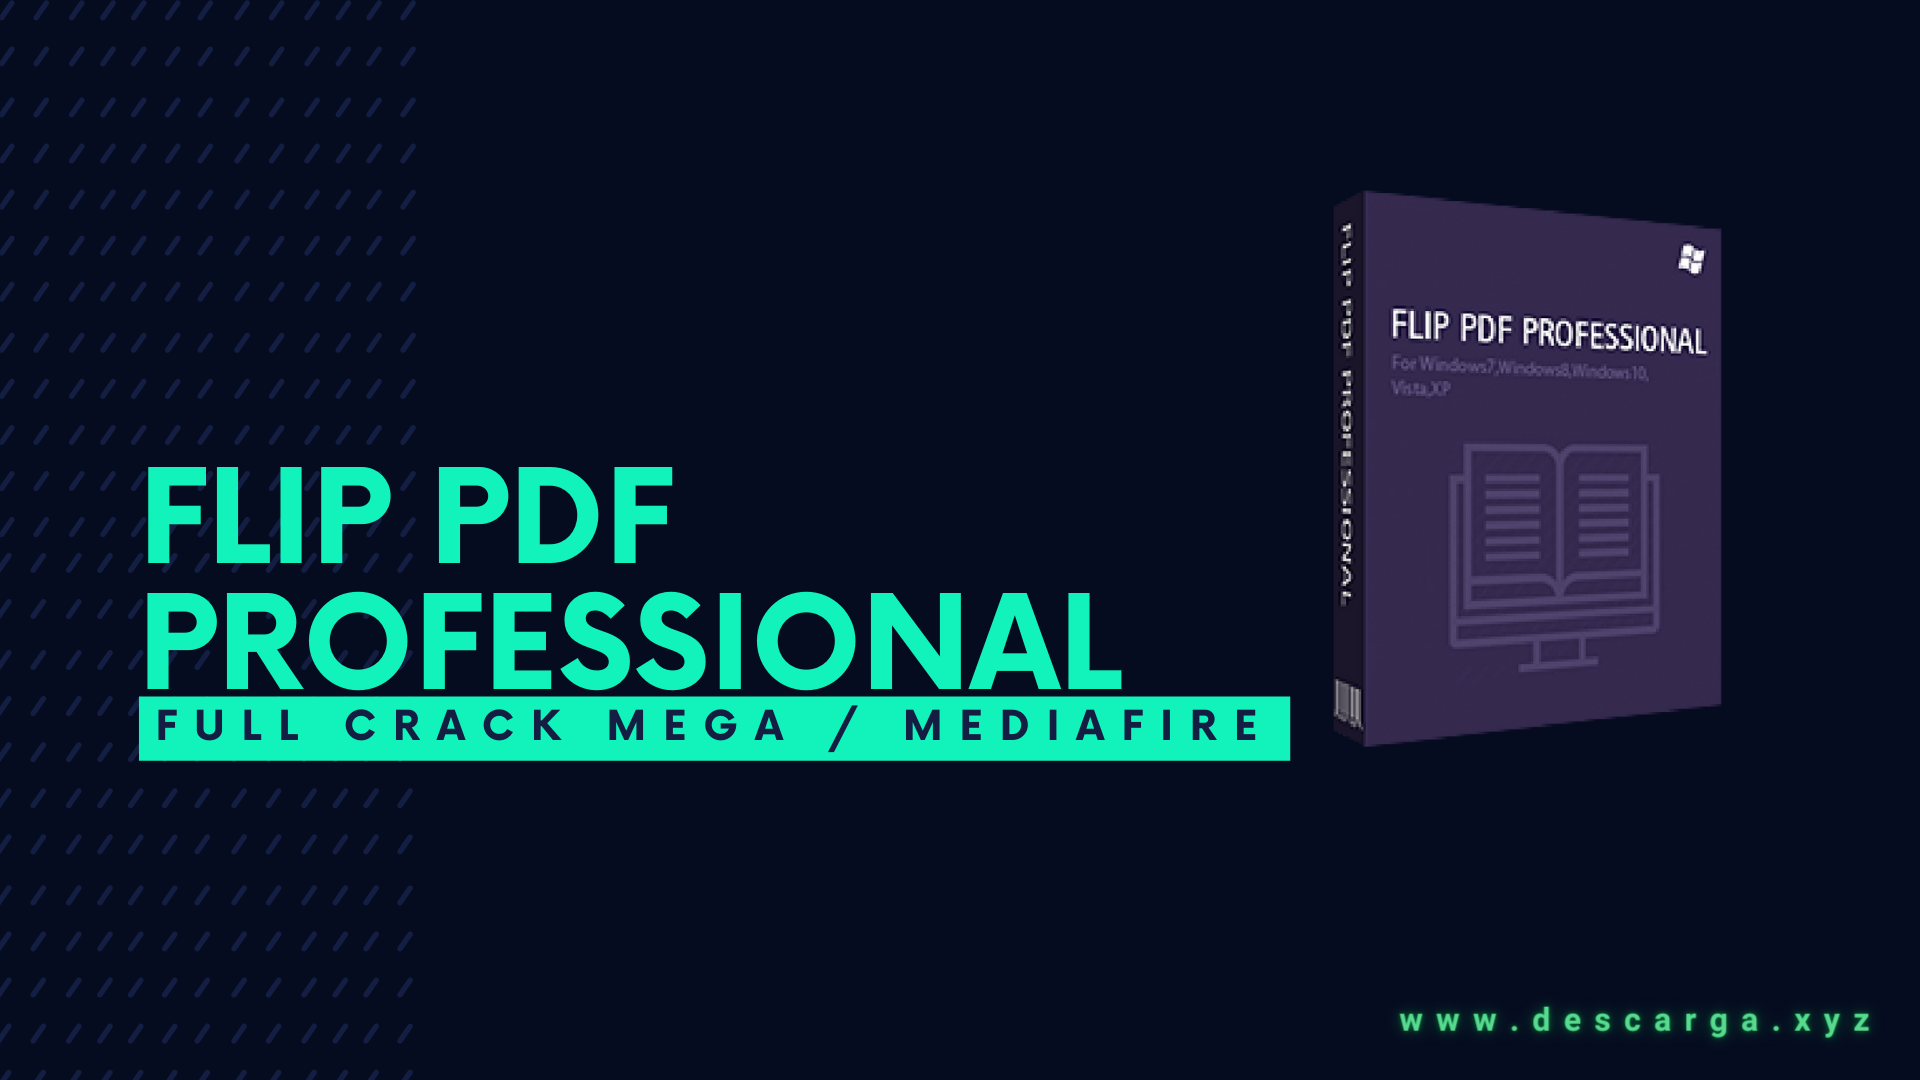 FLIP PDF
PROFESSIONAL
FULL CRACK MEGA / MEDIAFIRE
FLIP PDF PROFESSIONAL
FLIP PDF PROFESSIONAL
For Windows7,Windows8,Windows10,
Vista,XP
www.descarga.xyz